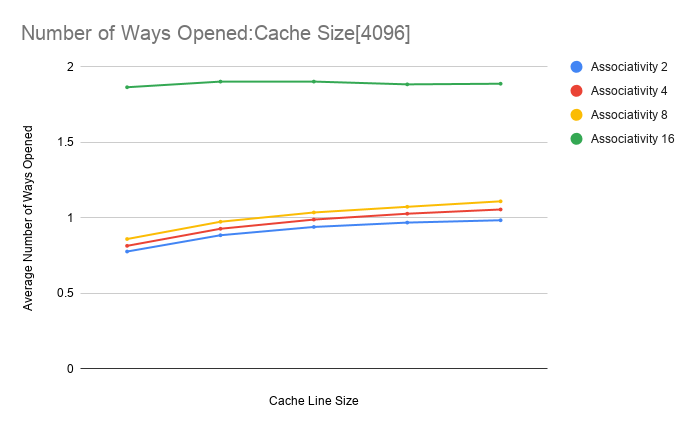 Number of Ways Opened:Cache Size[4096]
2
1.5
1
0.5
0
Average Number of Ways Opened
Cache Line Size
Associativity 2
Associativity 4
Associativity 8
Associativity 16